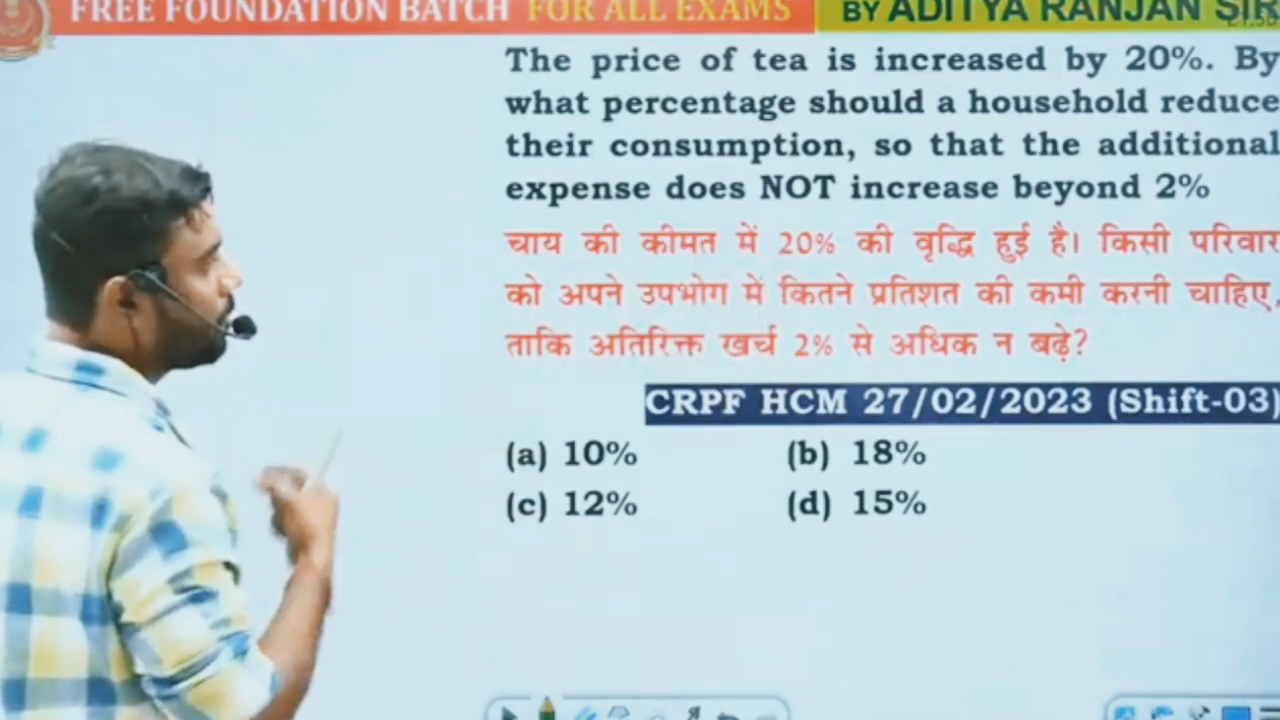 FREE FOUNDATION BATCH FOR ALL EXAMS
BY ADITYA RANJAN SIR
The price of tea is increased by 20%. By
what percentage should a household reduce
their consumption, so that the additional
expense does NOT increase beyond 2%
चाय की कीमत में 20% की वृद्धि हुई है। किसी परिवार
को अपने उपभोग में कितने प्रतिशत की कमी करनी चाहिए,
ताकि अतिरिक्त खर्च 2% से अधिक न बढ़े?
CRPF HCM 27/02/2023 (Shift-03)
(a) 10% (b) 18%
(c) 12% (d) 15%